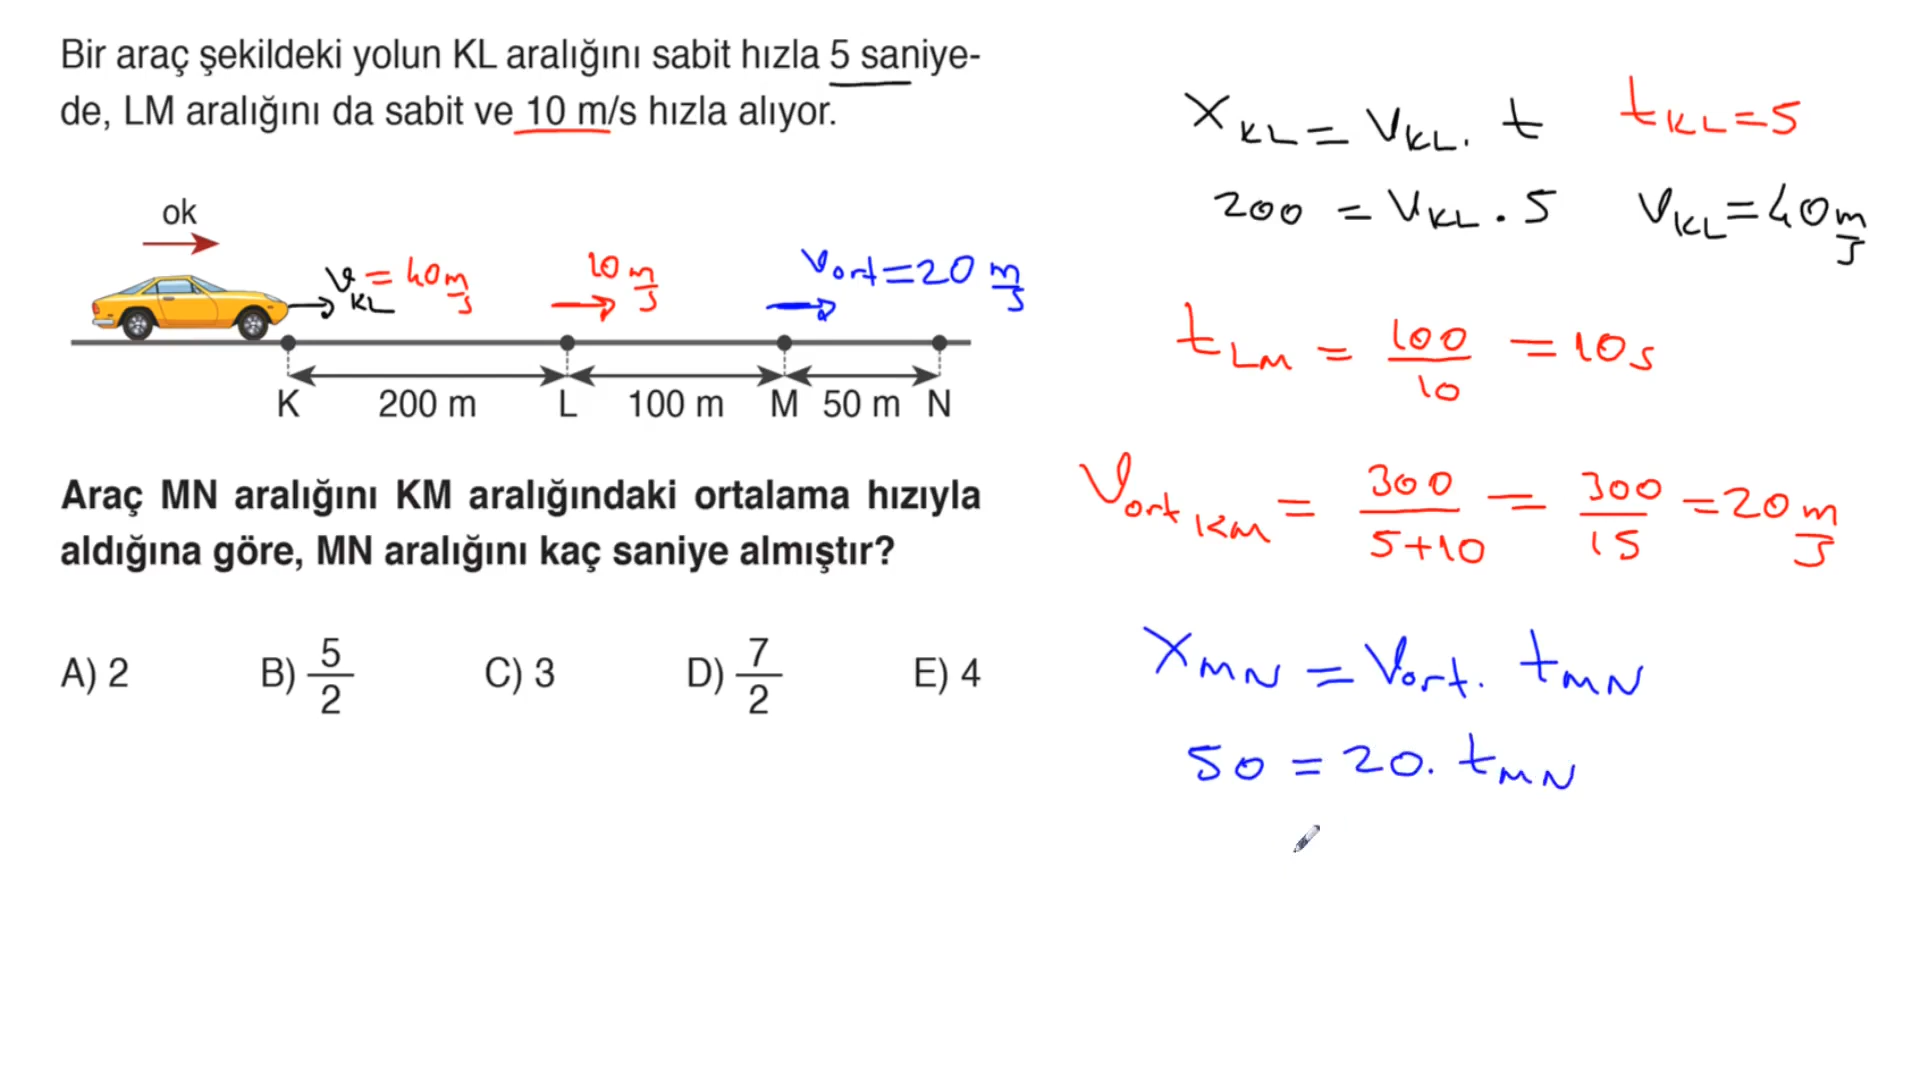 Bir araç şekildeki yolun KL aralığını sabit hızla 5 saniye-
de, LM aralığını da sabit ve 10 m/s hızla alıyor.
ok
V_KL = 40 m/s
10 m/s
Vort = 20 m/s
K 200 m L 100 m M 50 m N
Araç MN aralığını KM aralığındaki ortalama hızıyla
aldığına göre, MN aralığını kaç saniye almıştır?
A) 2 B) 5/2 C) 3 D) 7/2 E) 4
X_KL = V_KL . t t_KL = 5
200 = V_KL . 5 V_KL = 40 m/s
t_LM = 100/10 = 10 s
Vort KM = 300/(5+10) = 300/15 = 20 m/s
X_MN = Vort . t_MN
50 = 20 . t_MN